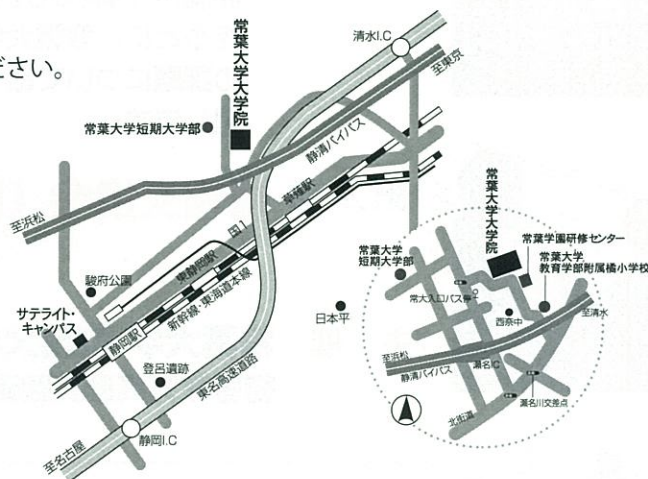 ださい。
常葉大学大学院
清水I.C
至東京
常葉大学短期大学部
静清バイパス
草薙駅
国1
至浜松
東静岡駅
新幹線・東海道本線
駿府公園
サテライト・
キャンパス
静岡駅
登呂遺跡
東名高速道路
日本平
静岡I.C
至名古屋
常葉大学大学院
常葉学園研修センター
常葉大学
短期大学部
常葉大学
教育学部附属橘小学校
常大入口バス停
西奈中
至清水
至浜松
静清バイパス
瀬名IC
瀬名川交差点
北街道